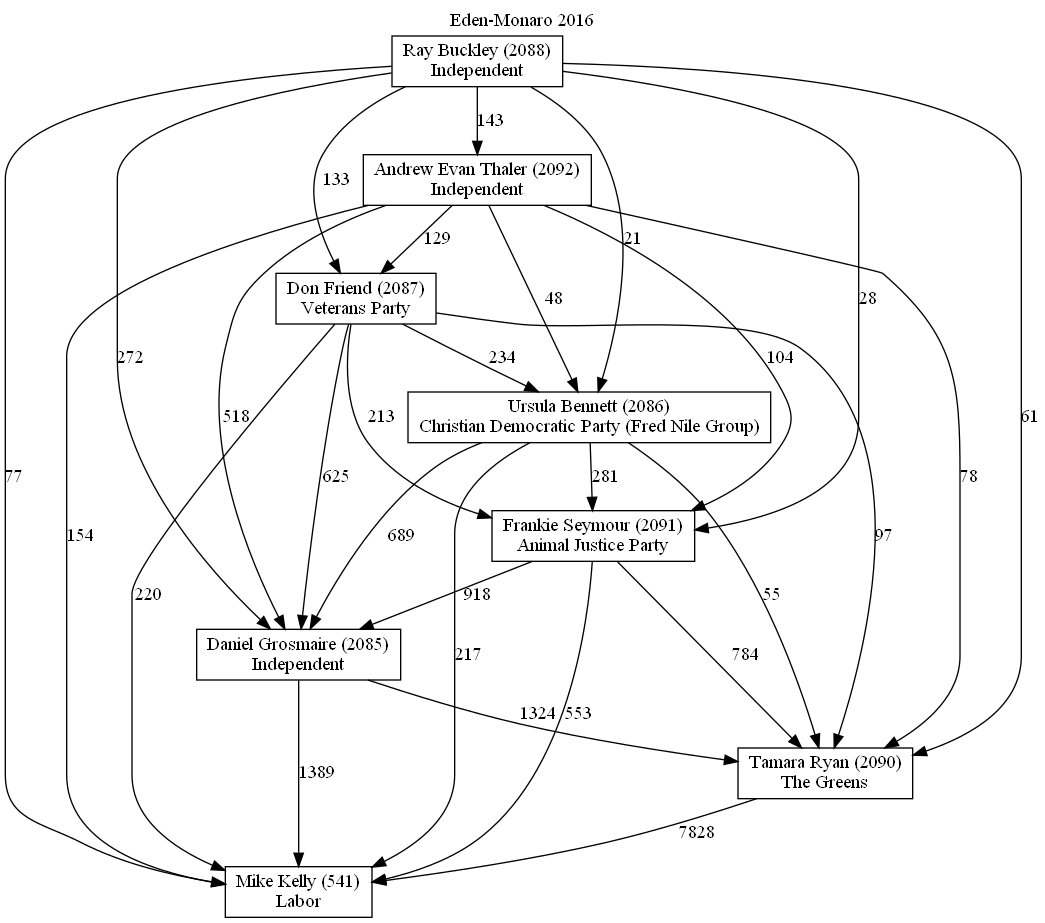 Eden-Monaro 2016
Ray Buckley (2088)
Independent
143
Andrew Evan Thaler (2092)
Independent
133
129
21
Don Friend (2087)
Veterans Party
48
28
272
234
104
Ursula Bennett (2086)
Christian Democratic Party (Fred Nile Group)
518
213
61
77
625
281
78
Frankie Seymour (2091)
Animal Justice Party
154
689
97
220
918
55
Daniel Grosmaire (2085)
Independent
217
784
1324
553
1389
Tamara Ryan (2090)
The Greens
7828
Mike Kelly (541)
Labor